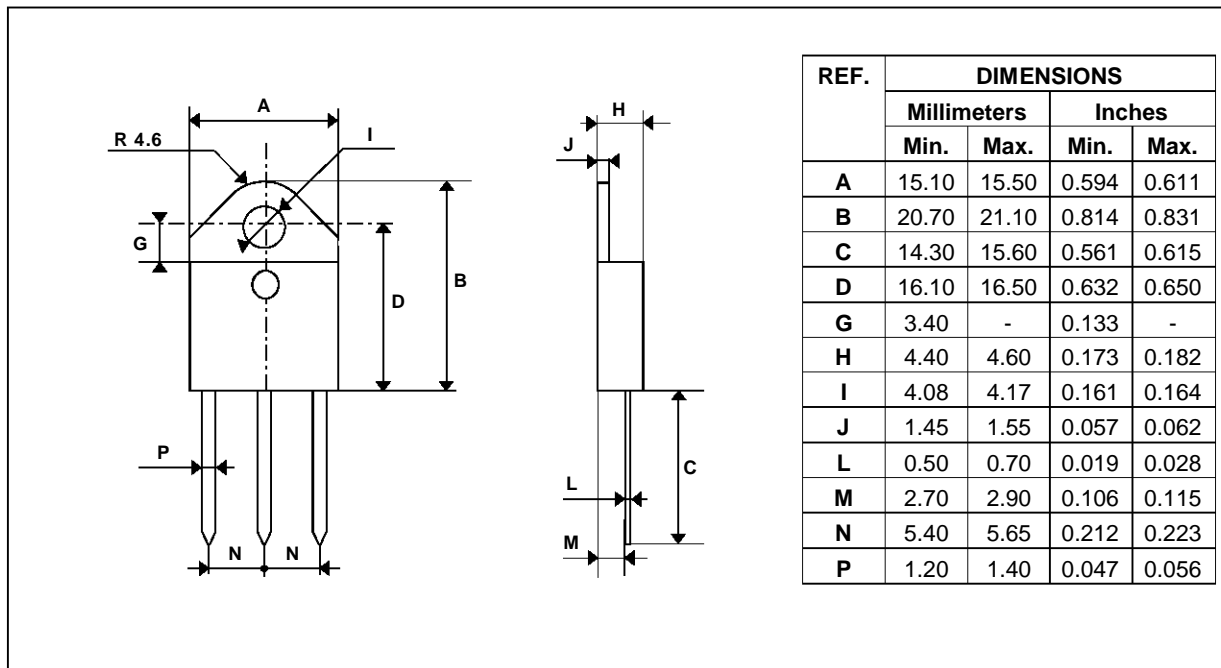 A
R 4.6
I
G
D
B
P
N N
H
J
C
L
M
REF. DIMENSIONS
Millimeters Inches
Min. Max. Min. Max.
A 15.10 15.50 0.594 0.611
B 20.70 21.10 0.814 0.831
C 14.30 15.60 0.561 0.615
D 16.10 16.50 0.632 0.650
G 3.40 - 0.133 -
H 4.40 4.60 0.173 0.182
I 4.08 4.17 0.161 0.164
J 1.45 1.55 0.057 0.062
L 0.50 0.70 0.019 0.028
M 2.70 2.90 0.106 0.115
N 5.40 5.65 0.212 0.223
P 1.20 1.40 0.047 0.056